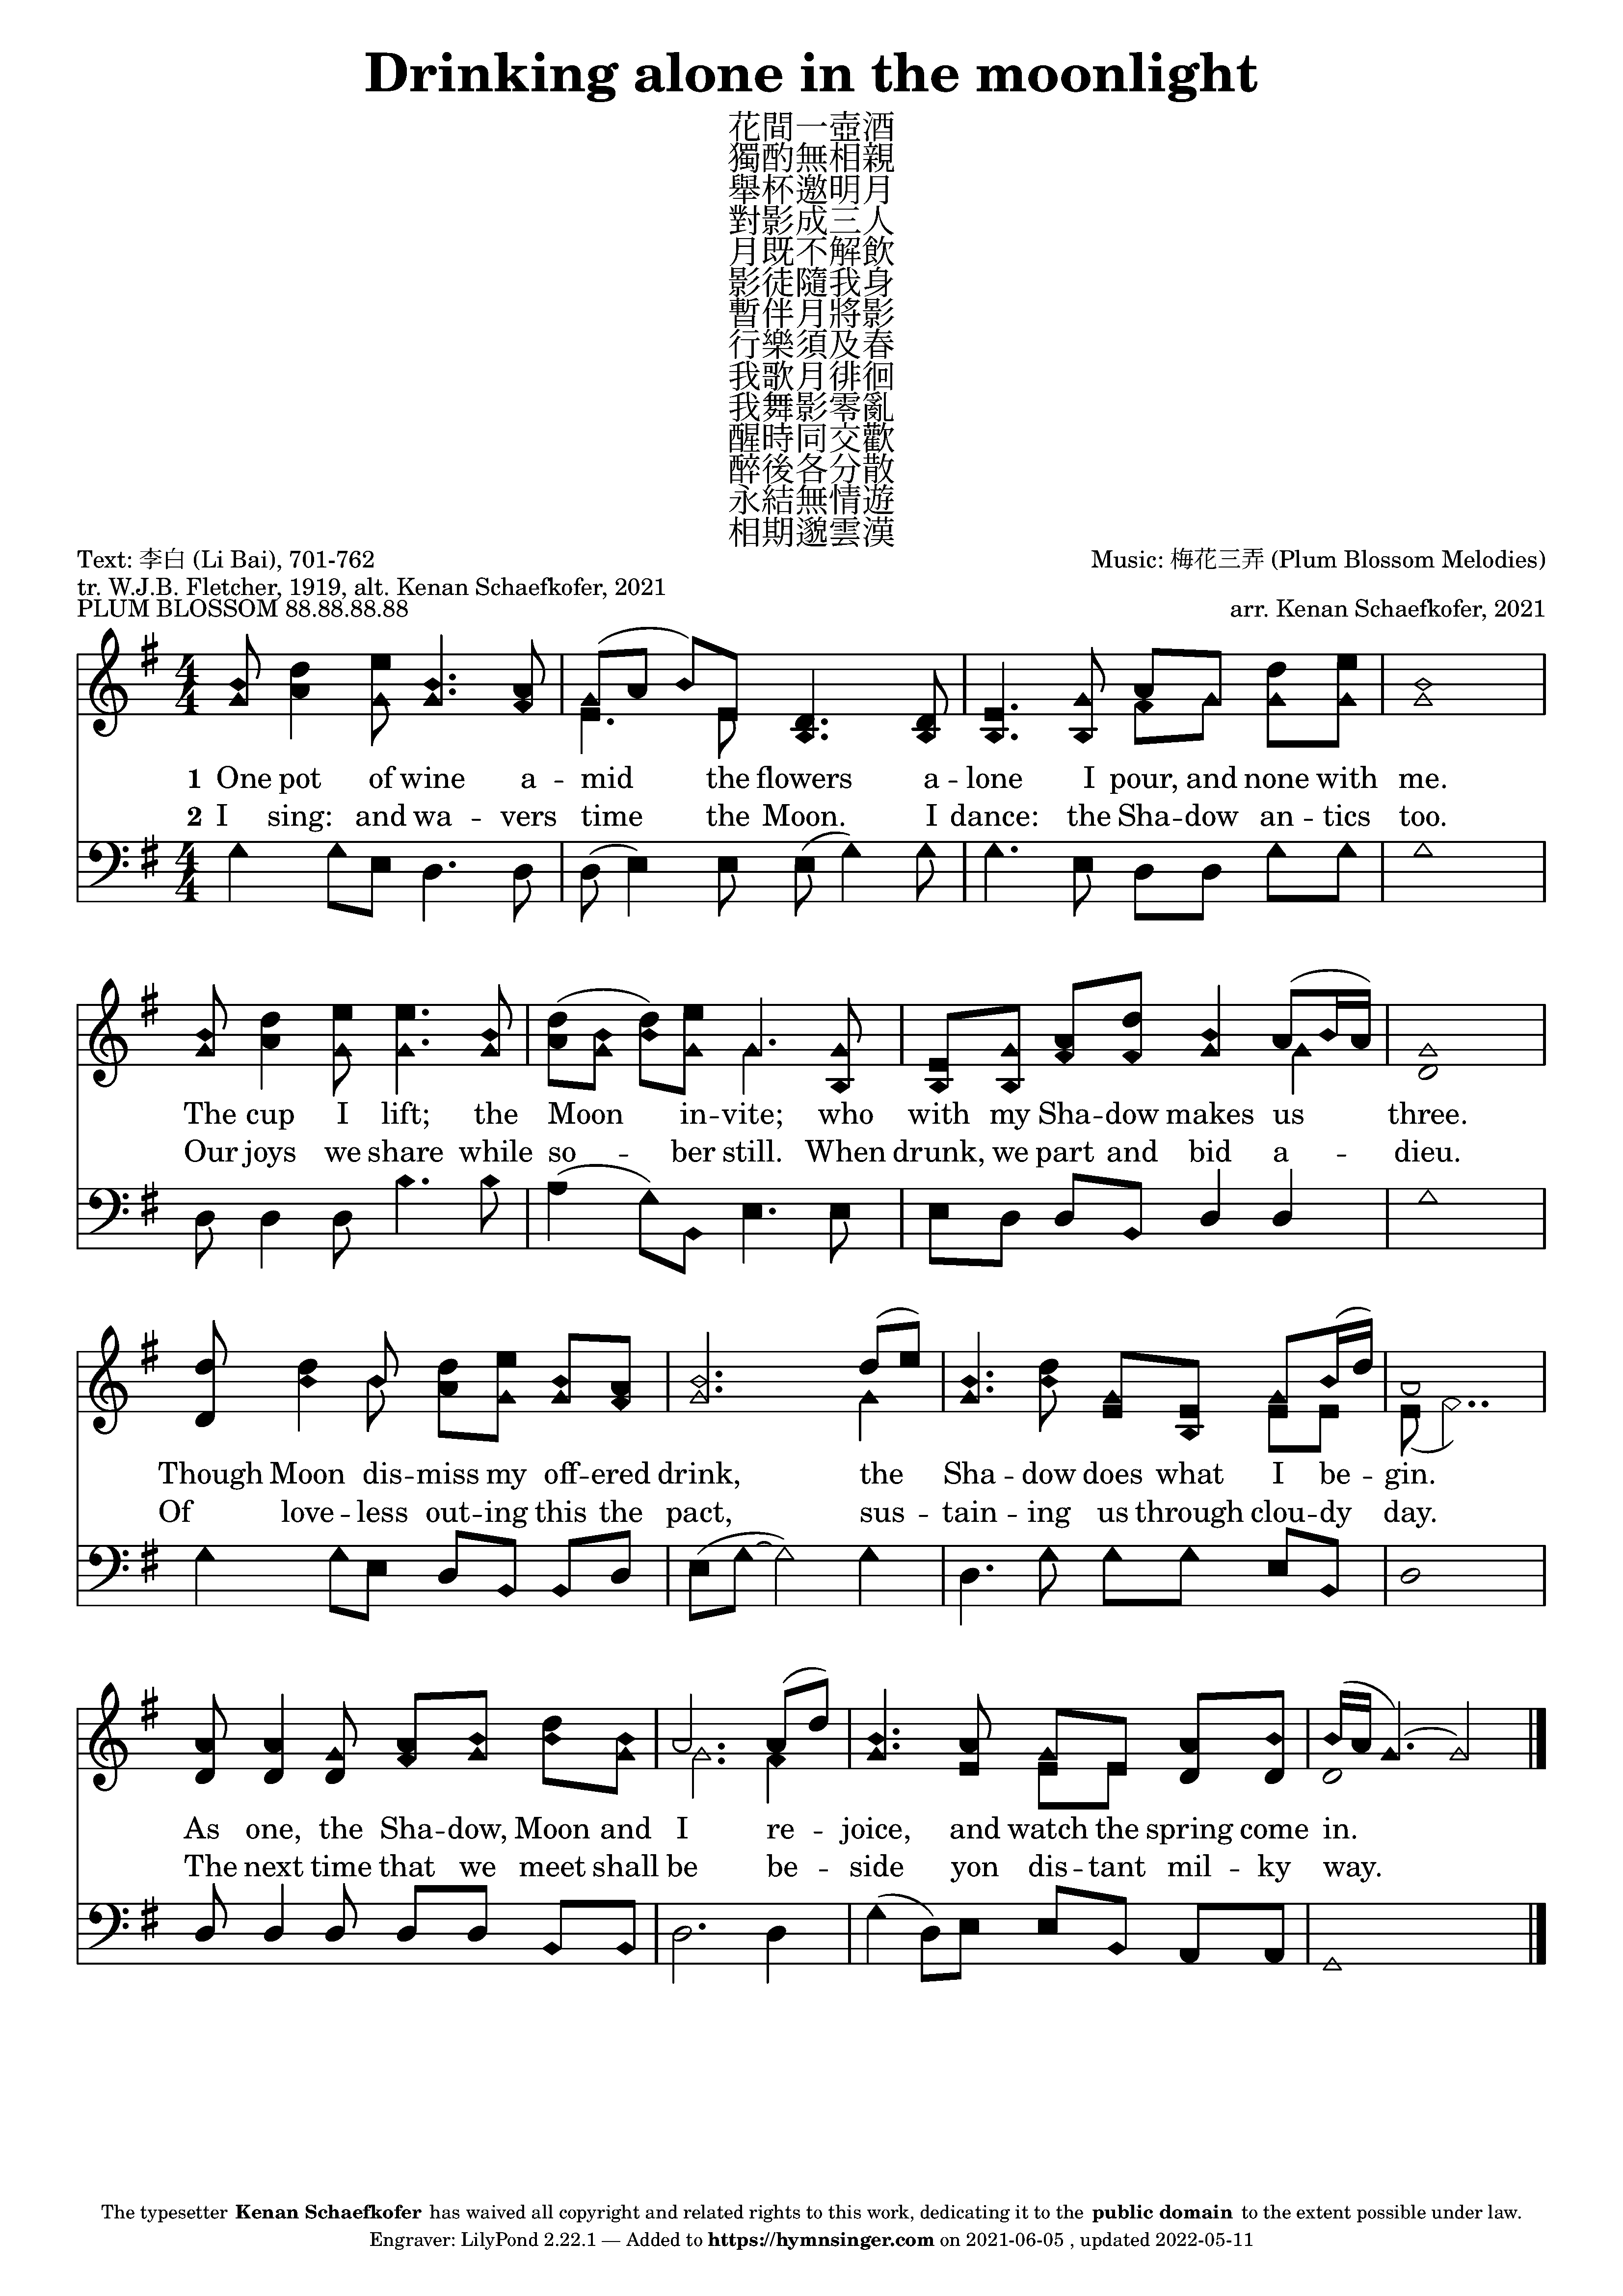 Drinking alone in the moonlight
花間一壺酒
獨酌無相親
舉杯邀明月
對影成三人
月既不解飲
影徒隨我身
暫伴月將影
行樂須及春
我歌月徘徊
我舞影零亂
醒時同交歡
醉後各分散
永結無情遊
相期邈雲漢
Text: 李白 (Li Bai), 701-762
Music: 梅花三弄 (Plum Blossom Melodies)
tr. W.J.B. Fletcher, 1919, alt. Kenan Schaefkofer, 2021
PLUM BLOSSOM 88.88.88.88
arr. Kenan Schaefkofer, 2021
1 One pot of wine a -- mid the flowers a -- lone I pour, and none with me.
2 I sing: and wa -- vers time the Moon. I dance: the Sha -- dow an -- tics too.
The cup I lift; the Moon in -- vite; who with my Sha -- dow makes us three.
Our joys we share while so -- ber still. When drunk, we part and bid a -- dieu.
Though Moon dis -- miss my off -- ered drink, the Sha -- dow does what I be -- gin.
Of love -- less out -- ing this the pact, sus -- tain -- ing us through clou -- dy day.
As one, the Sha -- dow, Moon and I re -- joice, and watch the spring come in.
The next time that we meet shall be be -- side yon dis -- tant mil -- ky way.
The typesetter Kenan Schaefkofer has waived all copyright and related rights to this work, dedicating it to the public domain to the extent possible under law.
Engraver: LilyPond 2.22.1 — Added to https://hymnsinger.com on 2021-06-05 , updated 2022-05-11